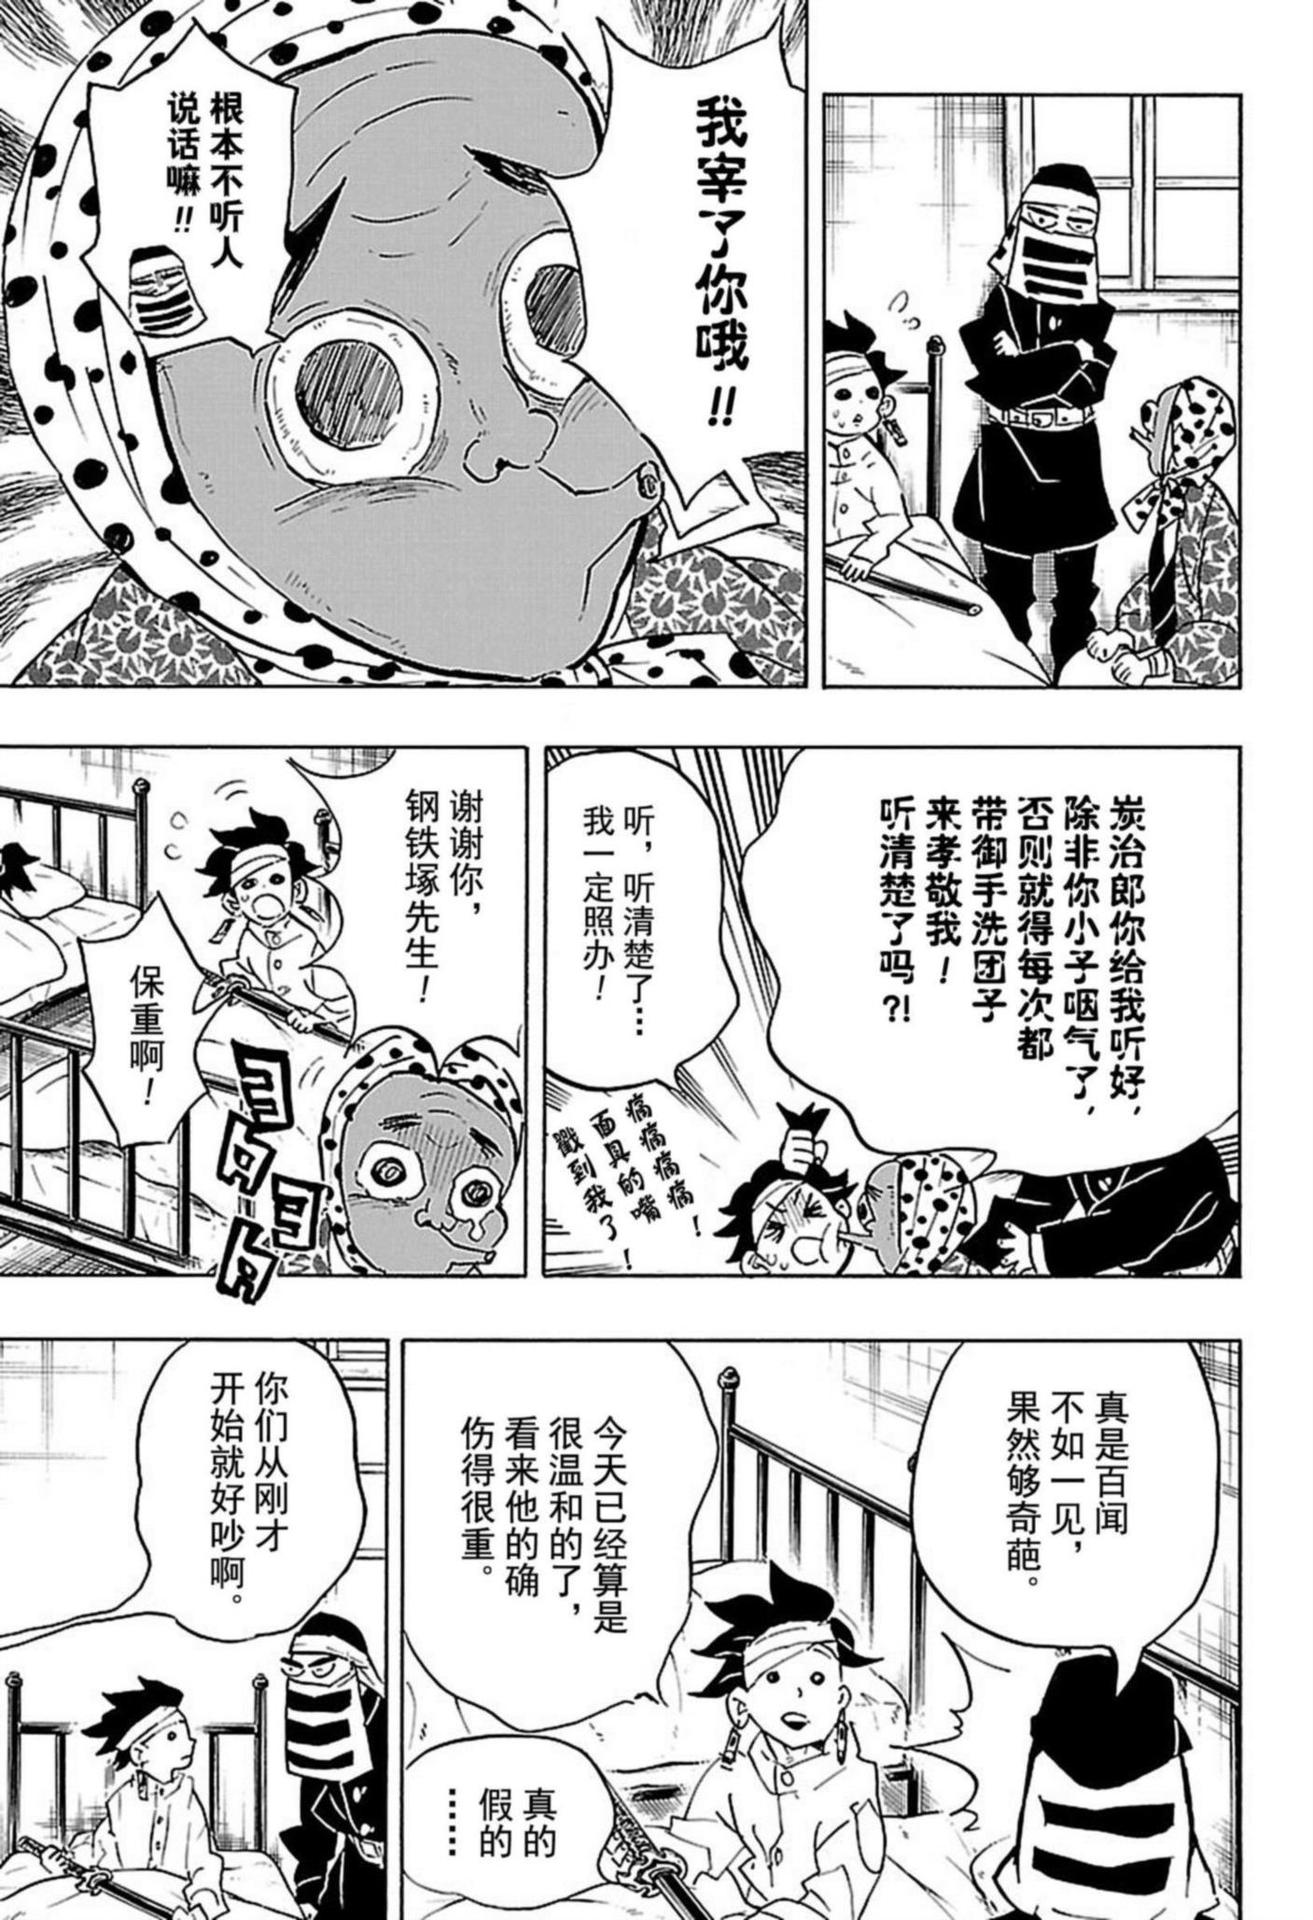 我宰了你哦!!
根本不听人
说话嘛!!
炭治郎你给我听好,
除非你小子咽气了,
否则就得每次都
带御手洗团子
来孝敬我!
听清楚了吗?!
听，听清楚了…
我一定照办!
痛痛痛痛痛!
面具的嘴
戳到我了!
谢谢你,
钢铁塚先生!
保重啊!
ヨロヨロ
真是百闻
不如一见，
果然够奇葩。
今天已经算是
很温和的了，
看来他的确
伤得很重。
真的
假的
……
你们从刚才
开始就好吵啊。